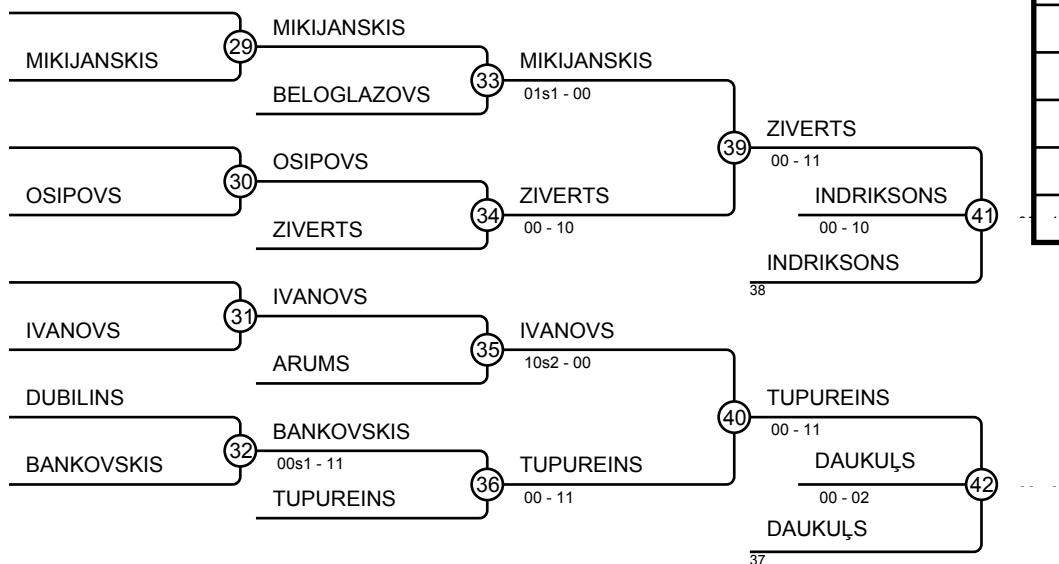 MIKIJANSKIS
29
MIKIJANSKIS
BELOGLAZOVS
33
MIKIJANSKIS
01s1 - 00
OSIPOVS
30
OSIPOVS
ZIVERTS
34
ZIVERTS
00 - 10
39
ZIVERTS
00 - 11
INDRIKSONS
00 - 10
41
INDRIKSONS
38
IVANOVS
31
IVANOVS
ARUMS
35
IVANOVS
10s2 - 00
DUBILINS
BANKOVSKIS
32
BANKOVSKIS
00s1 - 11
TUPUREINS
36
TUPUREINS
00 - 11
40
TUPUREINS
00 - 11
DAUKUĻS
00 - 02
42
DAUKUĻS
37